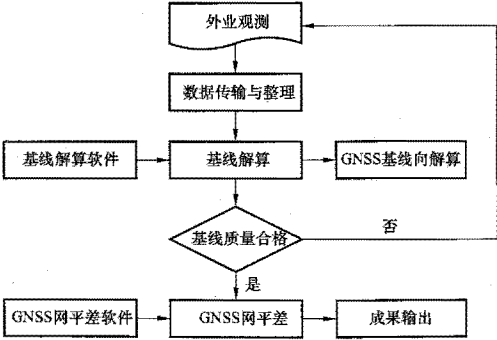 外业观测
数据传输与整理
基线解算软件
基线解算
GNSS基线向解算
基线质量合格
否
是
GNSS网平差软件
GNSS网平差
成果输出